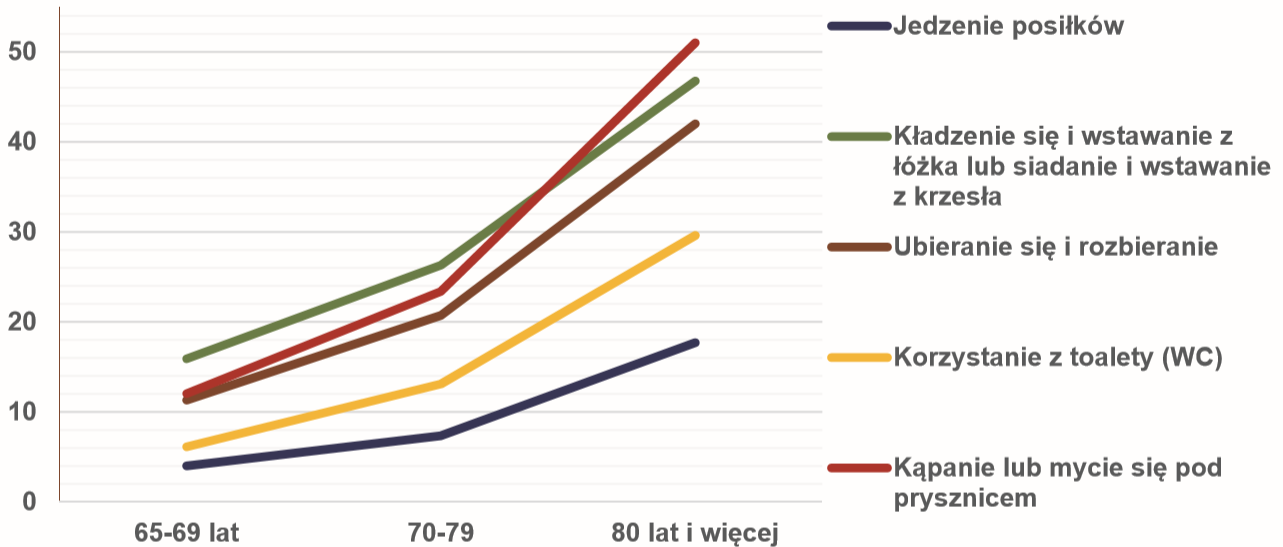 50
40
30
20
10
0
65-69 lat
70-79
80 lat i więcej
Jedzenie posiłków
Kładzenie się i wstawanie z
łóżka lub siadanie i wstawanie
z krzesła
Ubieranie się i rozbieranie
Korzystanie z toalety (WC)
Kąpanie lub mycie się pod
prysznicem